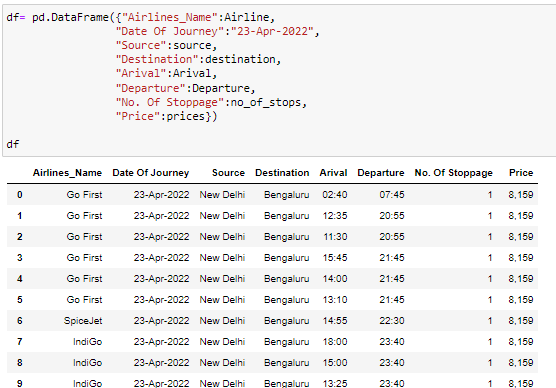 df= pd.DataFrame({"Airlines_Name":Airline,
"Date Of Journey":"23-Apr-2022",
"Source":source,
"Destination":destination,
"Arival":Arival,
"Departure":Departure,
"No. Of Stoppage":no_of_stops,
"Price":prices})
df
Airlines_Name Date Of Journey Source Destination Arival Departure No. Of Stoppage Price
0 Go First 23-Apr-2022 New Delhi Bengaluru 02:40 07:45 1 8,159
1 Go First 23-Apr-2022 New Delhi Bengaluru 12:35 20:55 1 8,159
2 Go First 23-Apr-2022 New Delhi Bengaluru 11:30 20:55 1 8,159
3 Go First 23-Apr-2022 New Delhi Bengaluru 15:45 21:45 1 8,159
4 Go First 23-Apr-2022 New Delhi Bengaluru 14:00 21:45 1 8,159
5 Go First 23-Apr-2022 New Delhi Bengaluru 13:10 21:45 1 8,159
6 SpiceJet 23-Apr-2022 New Delhi Bengaluru 14:55 22:30 1 8,159
7 IndiGo 23-Apr-2022 New Delhi Bengaluru 18:00 23:40 1 8,159
8 IndiGo 23-Apr-2022 New Delhi Bengaluru 15:00 23:40 1 8,159
9 IndiGo 23-Apr-2022 New Delhi Bengaluru 13:25 23:40 1 8,159